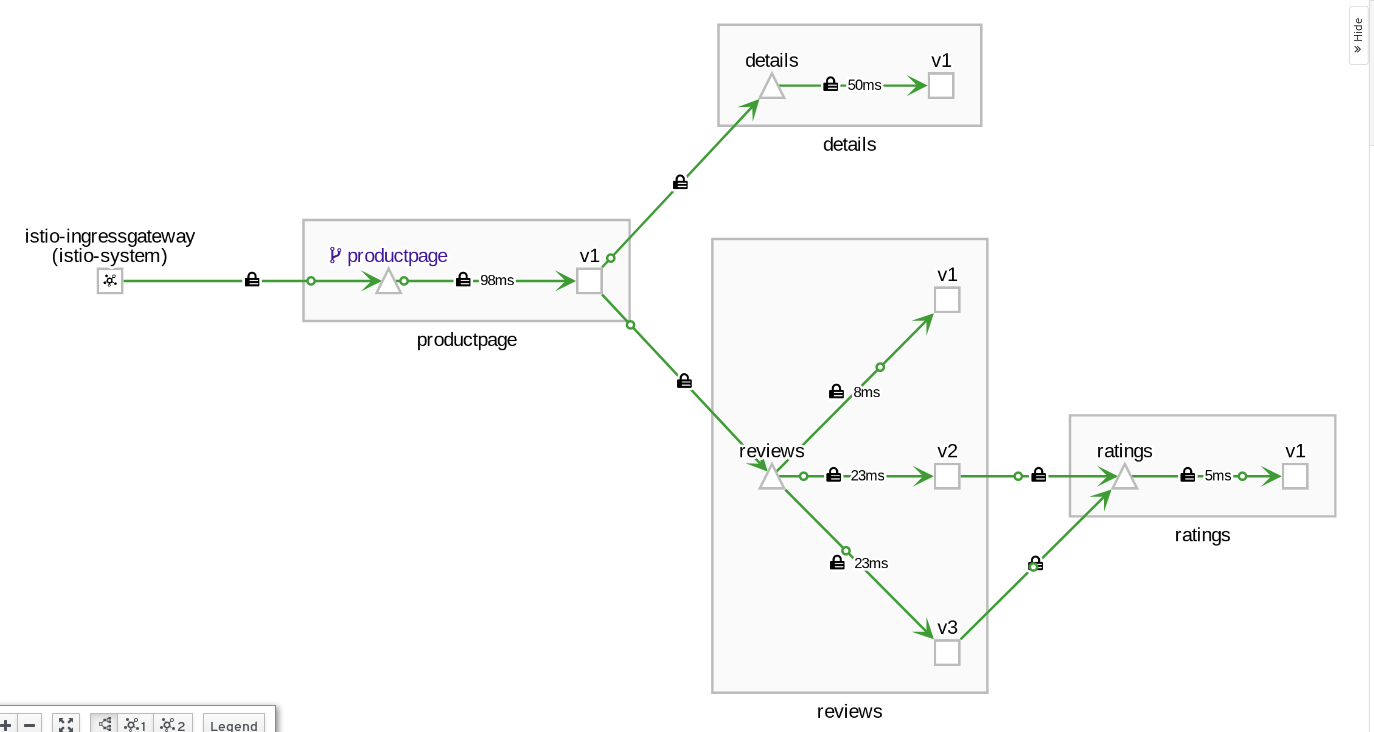 Hide
details
v1
50ms
details
istio-ingressgateway
(istio-system)
productpage
98ms
v1
productpage
v1
8ms
reviews
23ms
v2
23ms
v3
reviews
ratings
5ms
v1
ratings
1
2
Legend